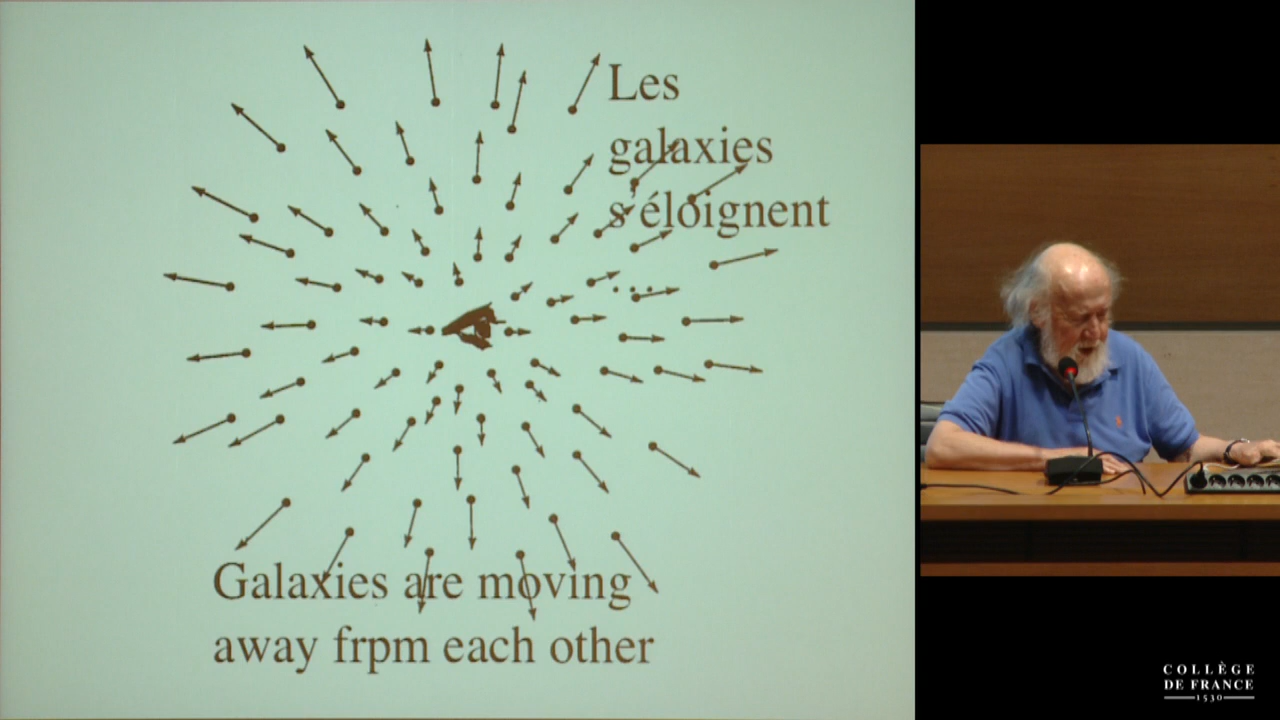 Les
galaxies
s'éloignent
...
Galaxies are moving
away frpm each other
COLLÈGE
DE FRANCE
1530